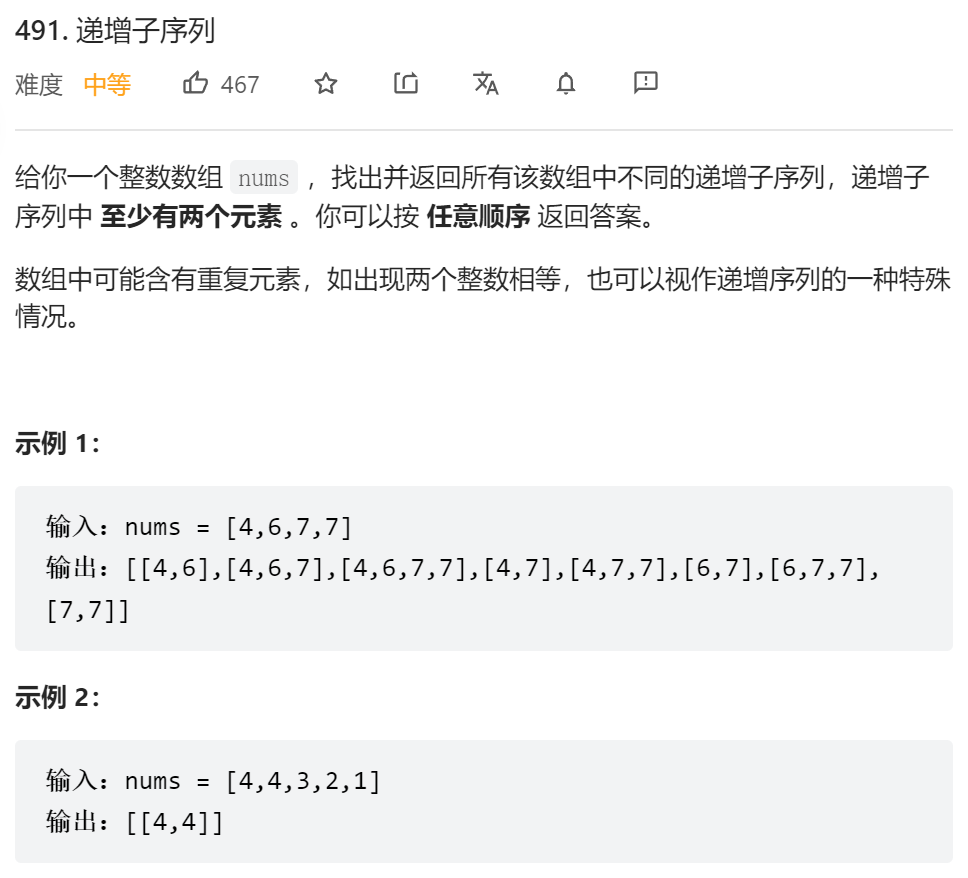 491. 递增子序列
难度 中等 467
给你一个整数数组 nums ，找出并返回所有该数组中不同的递增子序列，递增子
序列中 至少有两个元素 。你可以按 任意顺序 返回答案。
数组中可能含有重复元素，如出现两个整数相等，也可以视作递增序列的一种特殊
情况。
示例 1：
输入：nums = [4,6,7,7]
输出：[[4,6],[4,6,7],[4,6,7,7],[4,7],[4,7,7],[6,7],[6,7,7],
[7,7]]
示例 2：
输入：nums = [4,4,3,2,1]
输出：[[4,4]]